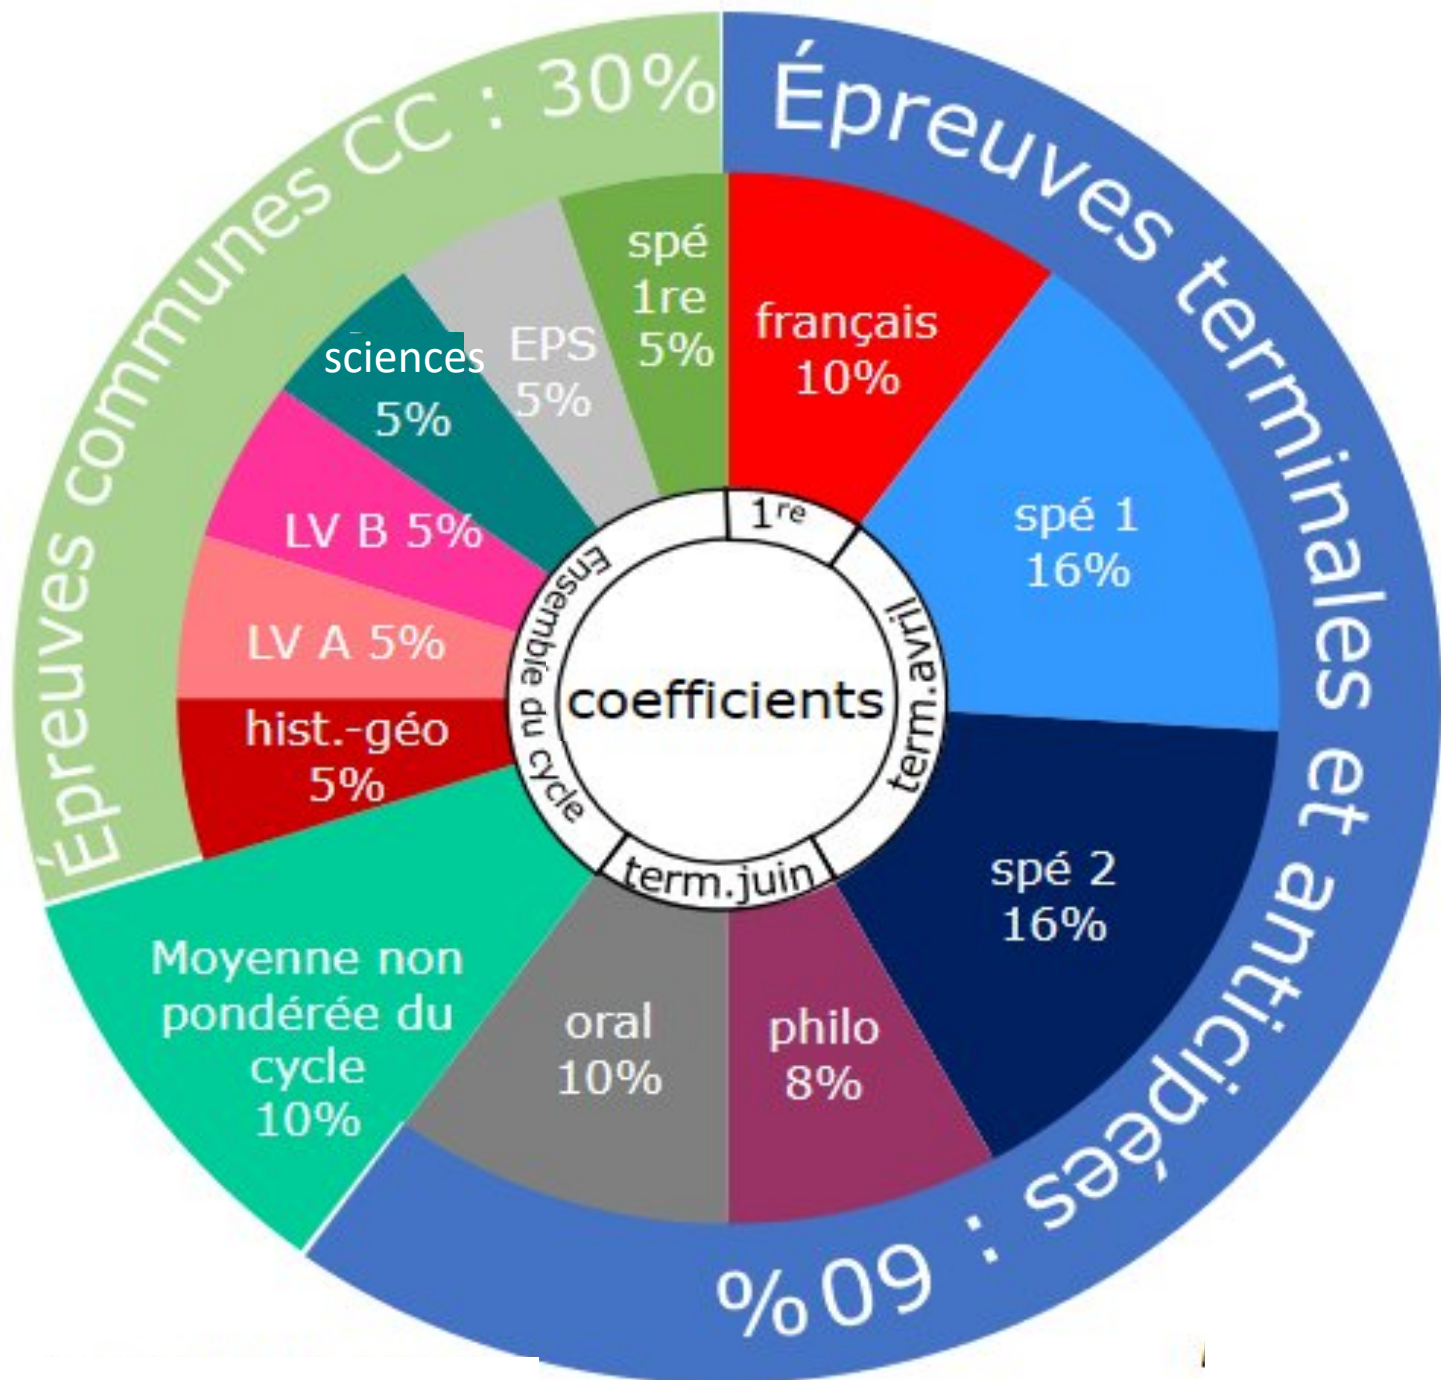 Épreuves communes CC : 30%
Épreuves terminales et anticipées : 60%
spé
1re
5%
français
10%
EPS
5%
sciences
5%
spé 1
16%
LV B 5%
LV A 5%
hist.-géo
5%
spé 2
16%
Moyenne non
pondérée du
cycle
10%
oral
10%
philo
8%
1re
term.avril
term.juin
Ensemble du cycle
coefficients